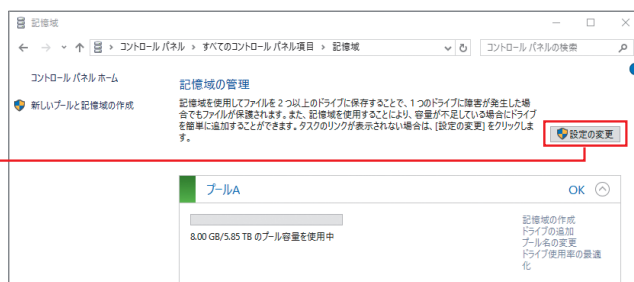 記憶域
コントロール パネル › すべてのコントロール パネル項目 › 記憶域
コントロール パネルの検索
コントロール パネル ホーム
新しいプールと記憶域の作成
記憶域の管理
記憶域を使用してファイルを 2 つ以上のドライブに保存することで、1 つのドライブに障害が発生した場
合でもファイルが保護されます。また、記憶域を使用することにより、容量が不足している場合にドライブ
を簡単に追加することができます。タスクのリンクが表示されない場合は、[設定の変更] をクリックしま
す。
設定の変更
プールA
OK
8.00 GB/5.85 TB のプール容量を使用中
記憶域の作成
ドライブの追加
プール名の変更
ドライブ使用率の最適
化